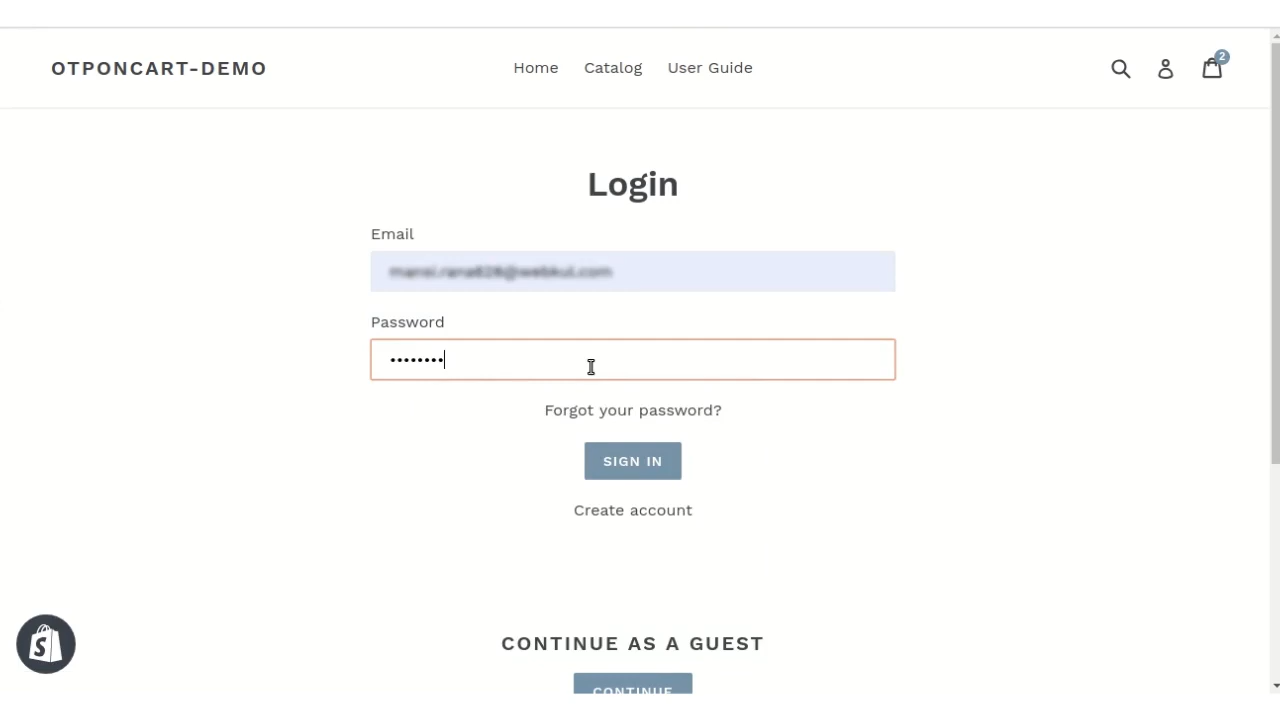 OTPONCART-DEMO
Home Catalog User Guide
2
Login
Email
Password
••••••••
Forgot your password?
SIGN IN
Create account
CONTINUE AS A GUEST
CONTINUE